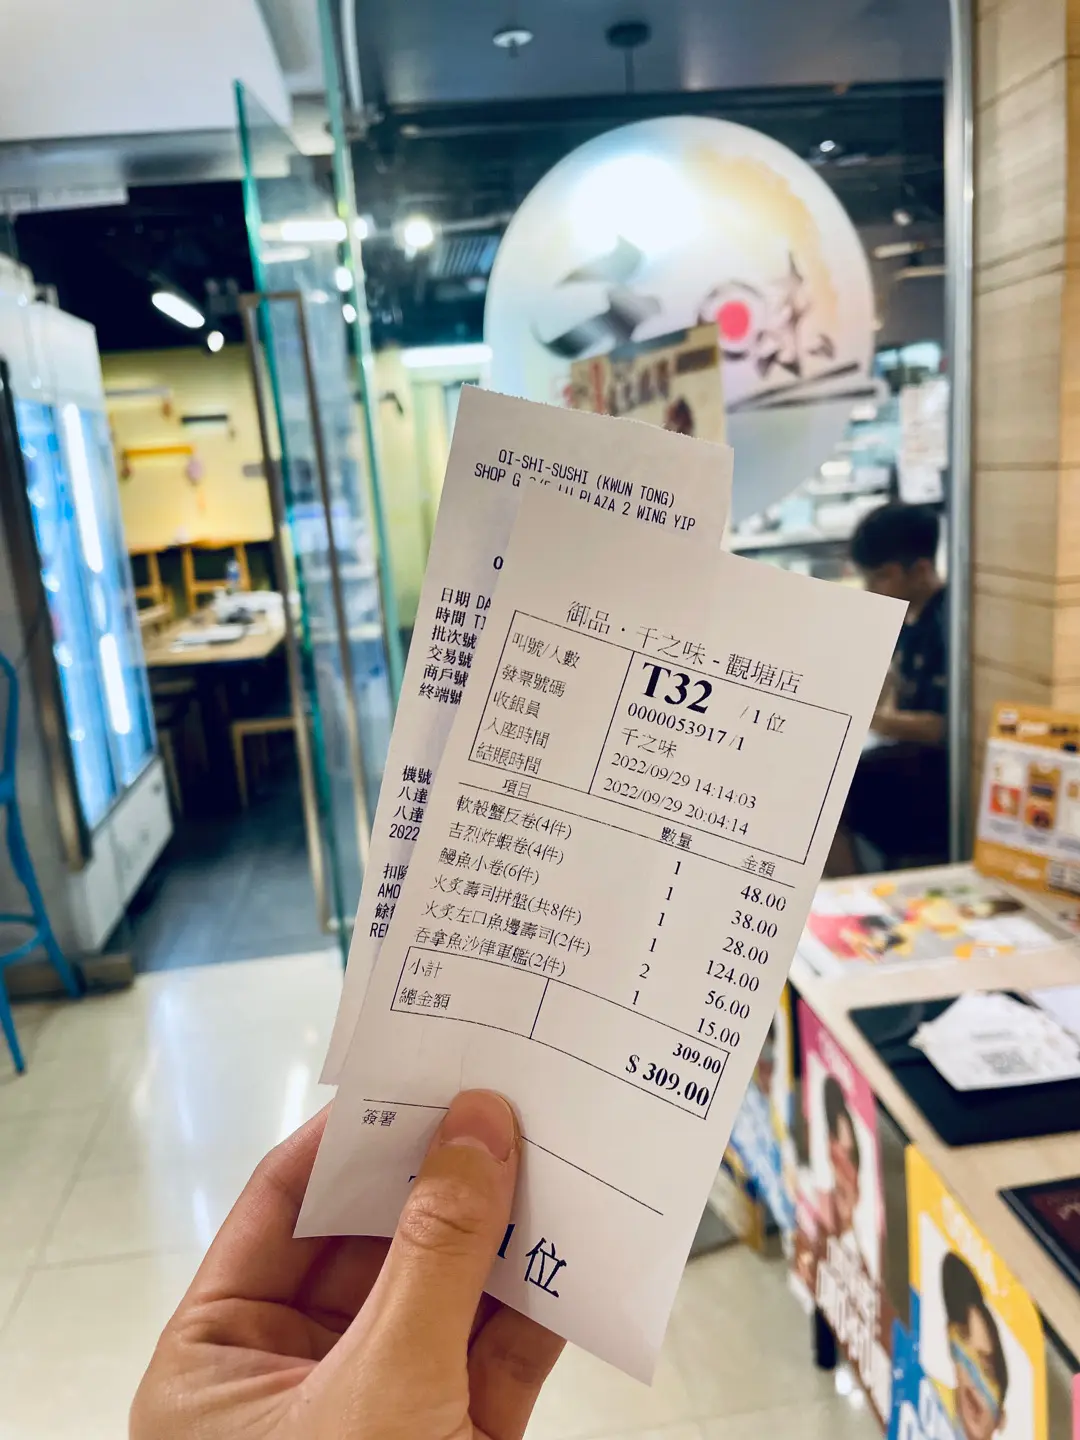 OI-SHI-SUSHI (KWUN TONG)
SHOP G PLAZA 2 WING YIP
日期 DA
時間 TI
批次號
交易號
商戶號
終端號
機號
八達
八達
2022
扣除
AMO
餘
RE
御品·千之味 - 觀塘店
叫號/人數 T32 / 1 位
發票號碼 0000053917 /1
收銀員 千之味
入座時間 2022/09/29 14:14:03
結賬時間 2022/09/29 20:04:14
項目 數量 金額
軟殼蟹反卷(4件) 1 48.00
吉烈炸蝦卷(4件) 1 38.00
鰻魚小卷(6件) 1 28.00
火炙壽司拼盤(共8件) 1 124.00
火炙左口魚邊壽司(2件) 2 56.00
吞拿魚沙律軍艦(2件) 1 15.00
小計 309.00
總金額 $ 309.00
簽署
1 位